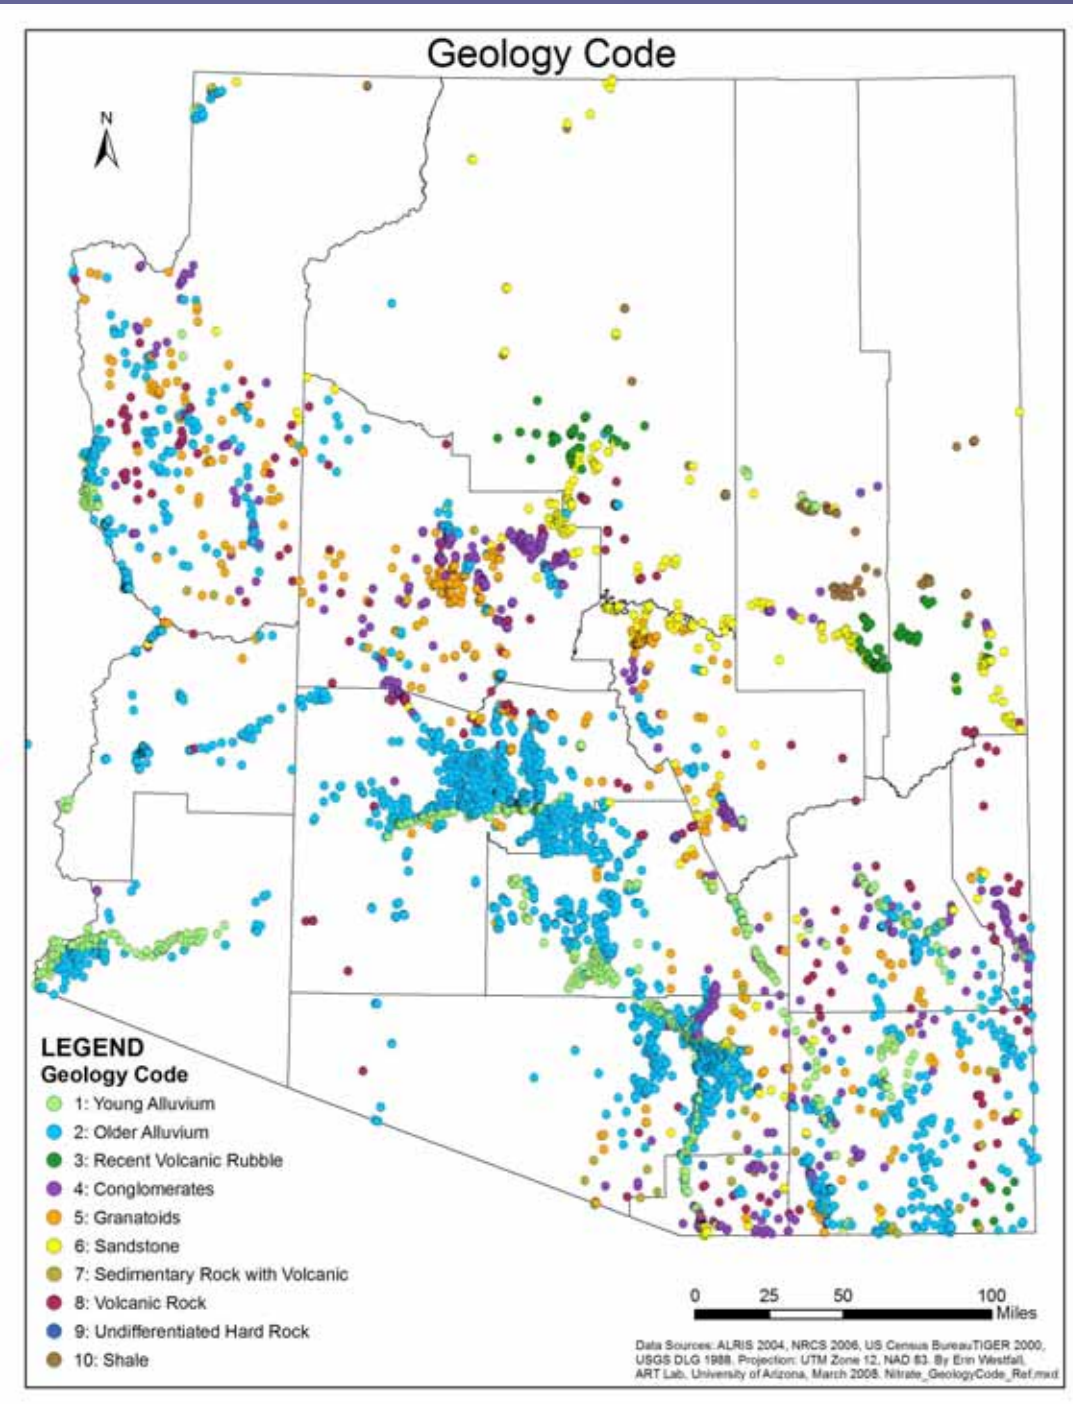 Geology Code
N
LEGEND
Geology Code
1: Young Alluvium
2: Older Alluvium
3: Recent Volcanic Rubble
4: Conglomerates
5: Granatoids
6: Sandstone
7: Sedimentary Rock with Volcanic
8: Volcanic Rock
9: Undifferentiated Hard Rock
10: Shale
0 25 50 100
Miles
Data Sources: ALRIS 2004, NRCS 2006, US Census BureauTIGER 2000,
USGS DLG 1988. Projection: UTM Zone 12, NAD 83. By Erin Westfall,
ART Lab, University of Arizona, March 2008. Nitrate_GeologyCode_Ref.mxd